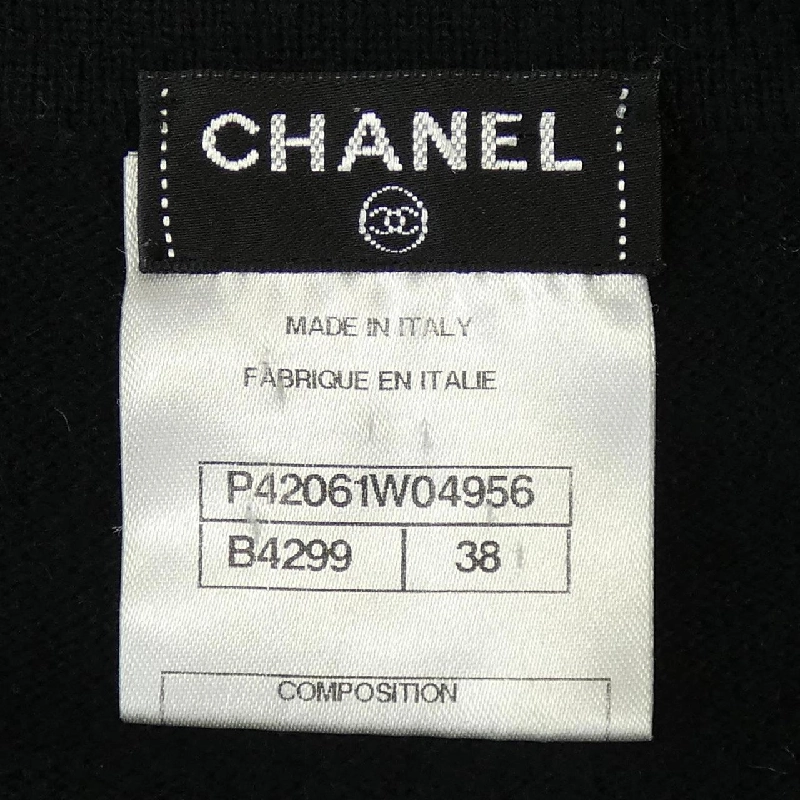 CHANEL
MADE IN ITALY
FABRIQUE EN ITALIE
P42061W04956
B4299 38
COMPOSITION